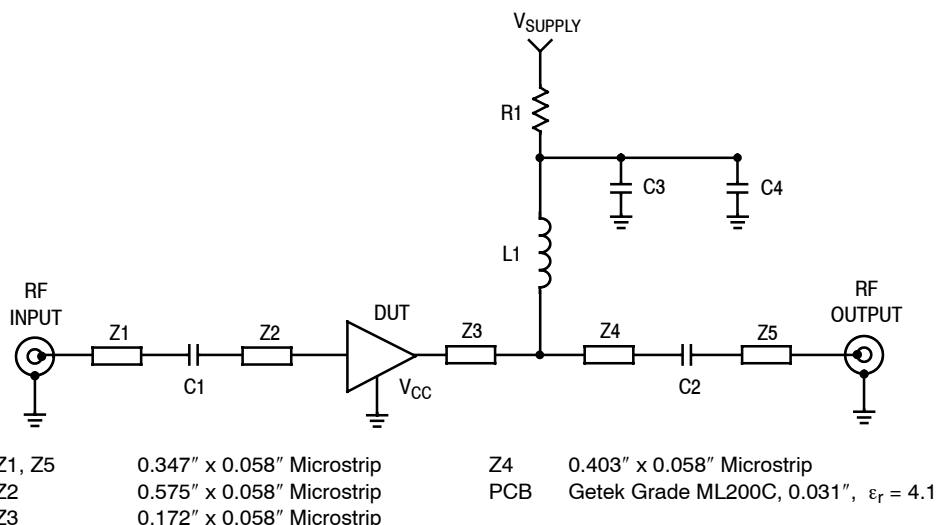 VSUPPLY
R1
C3
C4
L1
RF
INPUT
RF
OUTPUT
DUT
Z1
Z2
Z3
Z4
Z5
C1
VCC
C2
Z1, Z5 0.347″ x 0.058″ Microstrip
Z2 0.575″ x 0.058″ Microstrip
Z3 0.172″ x 0.058″ Microstrip
Z4 0.403″ x 0.058″ Microstrip
PCB Getek Grade ML200C, 0.031″, εr = 4.1